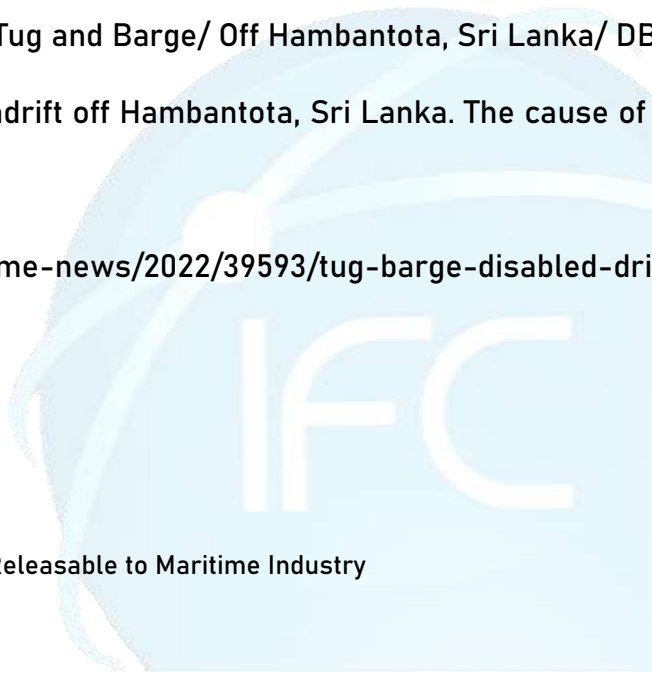 Tug and Barge/ Off Hambantota, Sri Lanka/ DB
adrift off Hambantota, Sri Lanka. The cause of
me-news/2022/39593/tug-barge-disabled-dri
IFC
Releasable to Maritime Industry